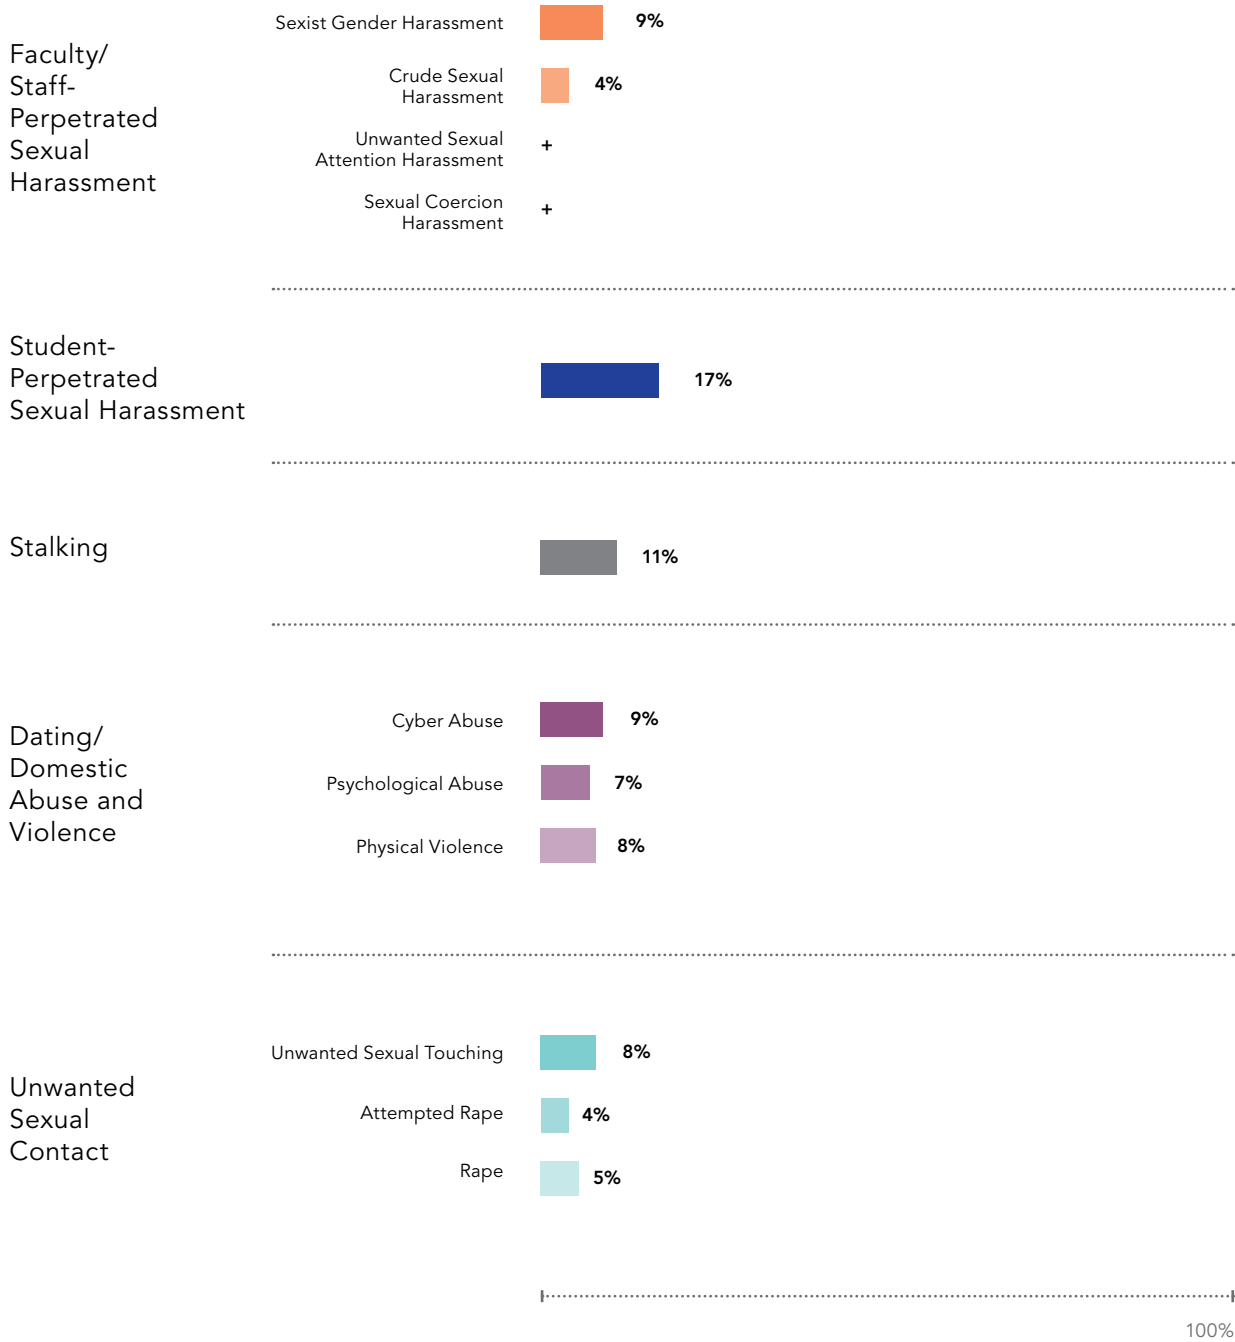 Faculty/
Staff-
Perpetrated
Sexual
Harassment
Sexist Gender Harassment
9%
Crude Sexual
Harassment
4%
Unwanted Sexual
Attention Harassment
+
Sexual Coercion
Harassment
+
Student-
Perpetrated
Sexual Harassment
17%
Stalking
11%
Dating/
Domestic
Abuse and
Violence
Cyber Abuse
9%
Psychological Abuse
7%
Physical Violence
8%
Unwanted
Sexual
Contact
Unwanted Sexual Touching
8%
Attempted Rape
4%
Rape
5%
100%